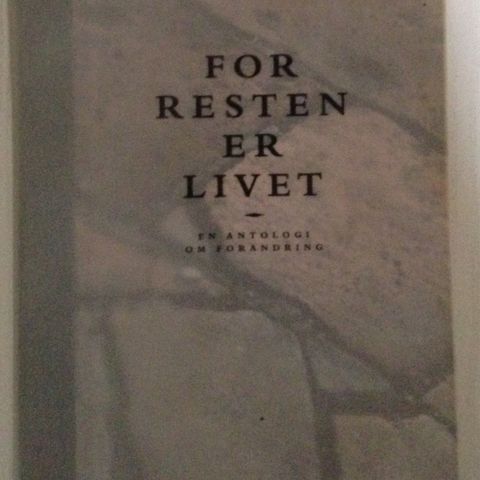 FOR
RESTEN
ER
LIVET
EN ANTOLOGI
OM FORANDRING